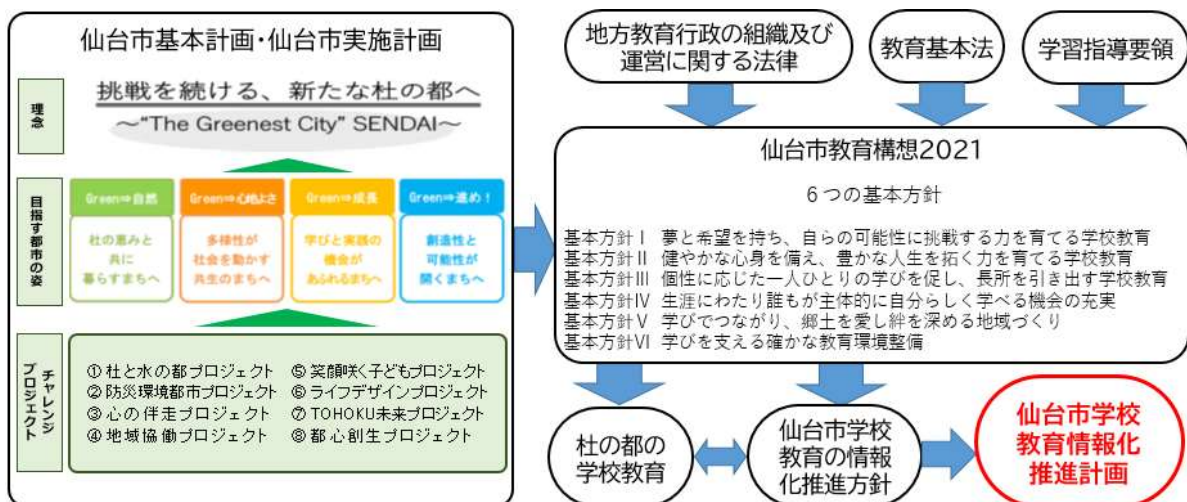 仙台市基本計画・仙台市実施計画
理念
挑戦を続ける、新たな杜の都へ
～“The Greenest City” SENDAI～
目指す都市の姿
Green⇒自然
杜の恵みと
共に
暮らすまちへ
Green⇒心地よさ
多様性が
社会を動かす
共生のまちへ
Green⇒成長
学びと実践の
機会が
あふれるまちへ
Green⇒進め！
創造性と
可能性が
開くまちへ
チャレンジ
プロジェクト
①杜と水の都プロジェクト
②防災環境都市プロジェクト
③心の伴走プロジェクト
④地域協働プロジェクト
⑤笑顔咲く子どもプロジェクト
⑥ライフデザインプロジェクト
⑦TOHOKU未来プロジェクト
⑧都心創生プロジェクト
地方教育行政の組織及び
運営に関する法律
教育基本法
学習指導要領
仙台市教育構想2021
6つの基本方針
基本方針Ⅰ 夢と希望を持ち、自らの可能性に挑戦する力を育てる学校教育
基本方針Ⅱ 健やかな心身を備え、豊かな人生を拓く力を育てる学校教育
基本方針Ⅲ 個性に応じた一人ひとりの学びを促し、長所を引き出す学校教育
基本方針Ⅳ 生涯にわたり誰もが主体的に自分らしく学べる機会の充実
基本方針Ⅴ 学びでつながり、郷土を愛し絆を深める地域づくり
基本方針Ⅵ 学びを支える確かな教育環境整備
杜の都の
学校教育
仙台市学校
教育の情報
化推進方針
仙台市学校
教育情報化
推進計画